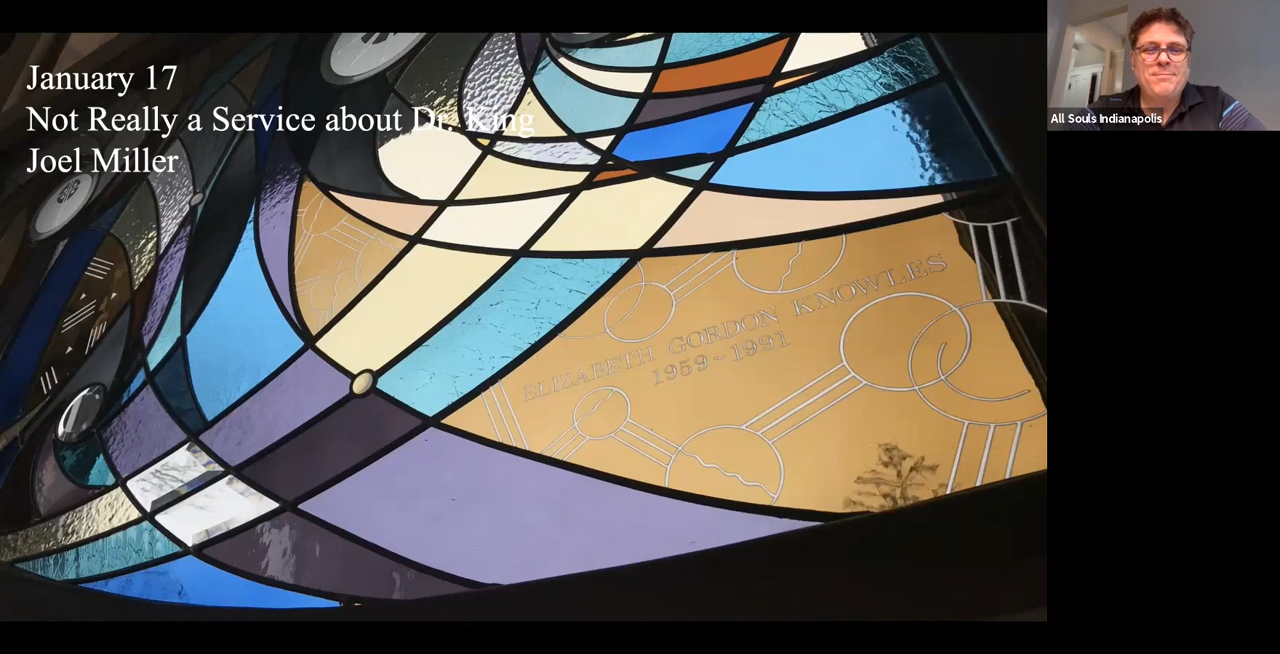 January 17
Not Really a Service about Dr. King
Joel Miller
All Souls Indianapolis
ELIZABETH GORDON KNOWLES
1959-1991